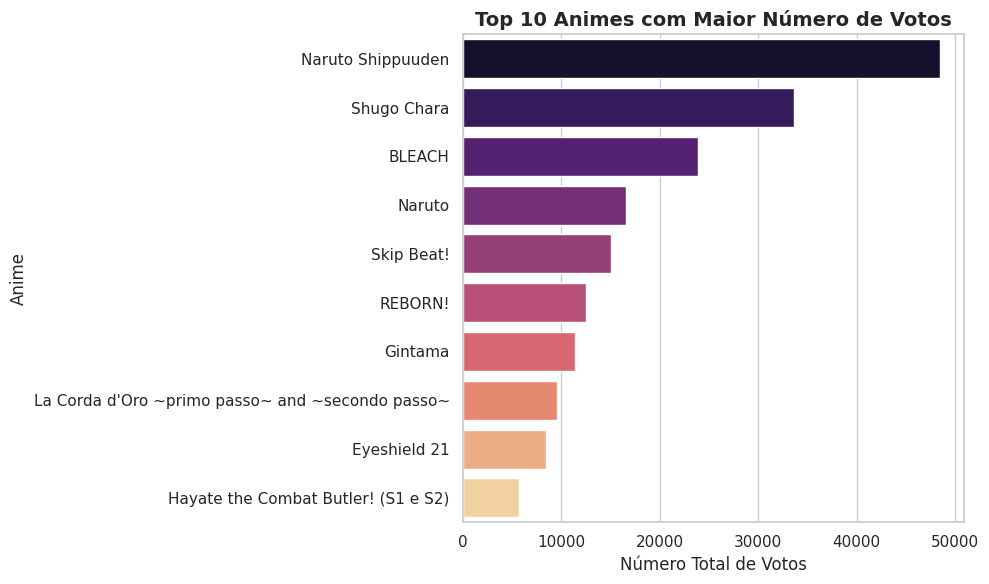 Top 10 Animes com Maior Número de Votos
Naruto Shippuuden
Shugo Chara
BLEACH
Naruto
Skip Beat!
REBORN!
Gintama
La Corda d'Oro ~primo passo~ and ~secondo passo~
Eyeshield 21
Hayate the Combat Butler! (S1 e S2)
Anime
0 10000 20000 30000 40000 50000
Número Total de Votos